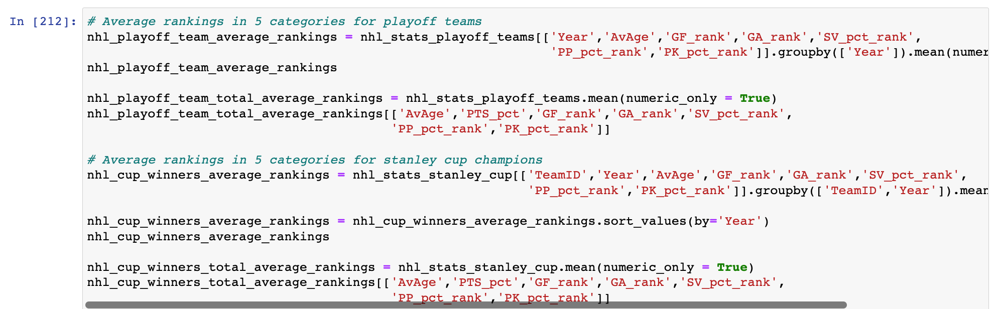 In [212]:
# Average rankings in 5 categories for playoff teams
nhl_playoff_team_average_rankings = nhl_stats_playoff_teams[['Year','AvAge','GF_rank','GA_rank','SV_pct_rank',
'PP_pct_rank','PK_pct_rank']].groupby(['Year']).mean(numer
nhl_playoff_team_average_rankings
nhl_playoff_team_total_average_rankings = nhl_stats_playoff_teams.mean(numeric_only = True)
nhl_playoff_team_total_average_rankings[['AvAge','PTS_pct','GF_rank','GA_rank','SV_pct_rank',
'PP_pct_rank','PK_pct_rank']]
# Average rankings in 5 categories for stanley cup champions
nhl_cup_winners_average_rankings = nhl_stats_stanley_cup[['TeamID','Year','AvAge','GF_rank','GA_rank','SV_pct_rank',
'PP_pct_rank','PK_pct_rank']].groupby(['TeamID','Year']).mean
nhl_cup_winners_average_rankings = nhl_cup_winners_average_rankings.sort_values(by='Year')
nhl_cup_winners_average_rankings
nhl_cup_winners_total_average_rankings = nhl_stats_stanley_cup.mean(numeric_only = True)
nhl_cup_winners_total_average_rankings[['AvAge','PTS_pct','GF_rank','GA_rank','SV_pct_rank',
'PP_pct_rank','PK_pct_rank']]